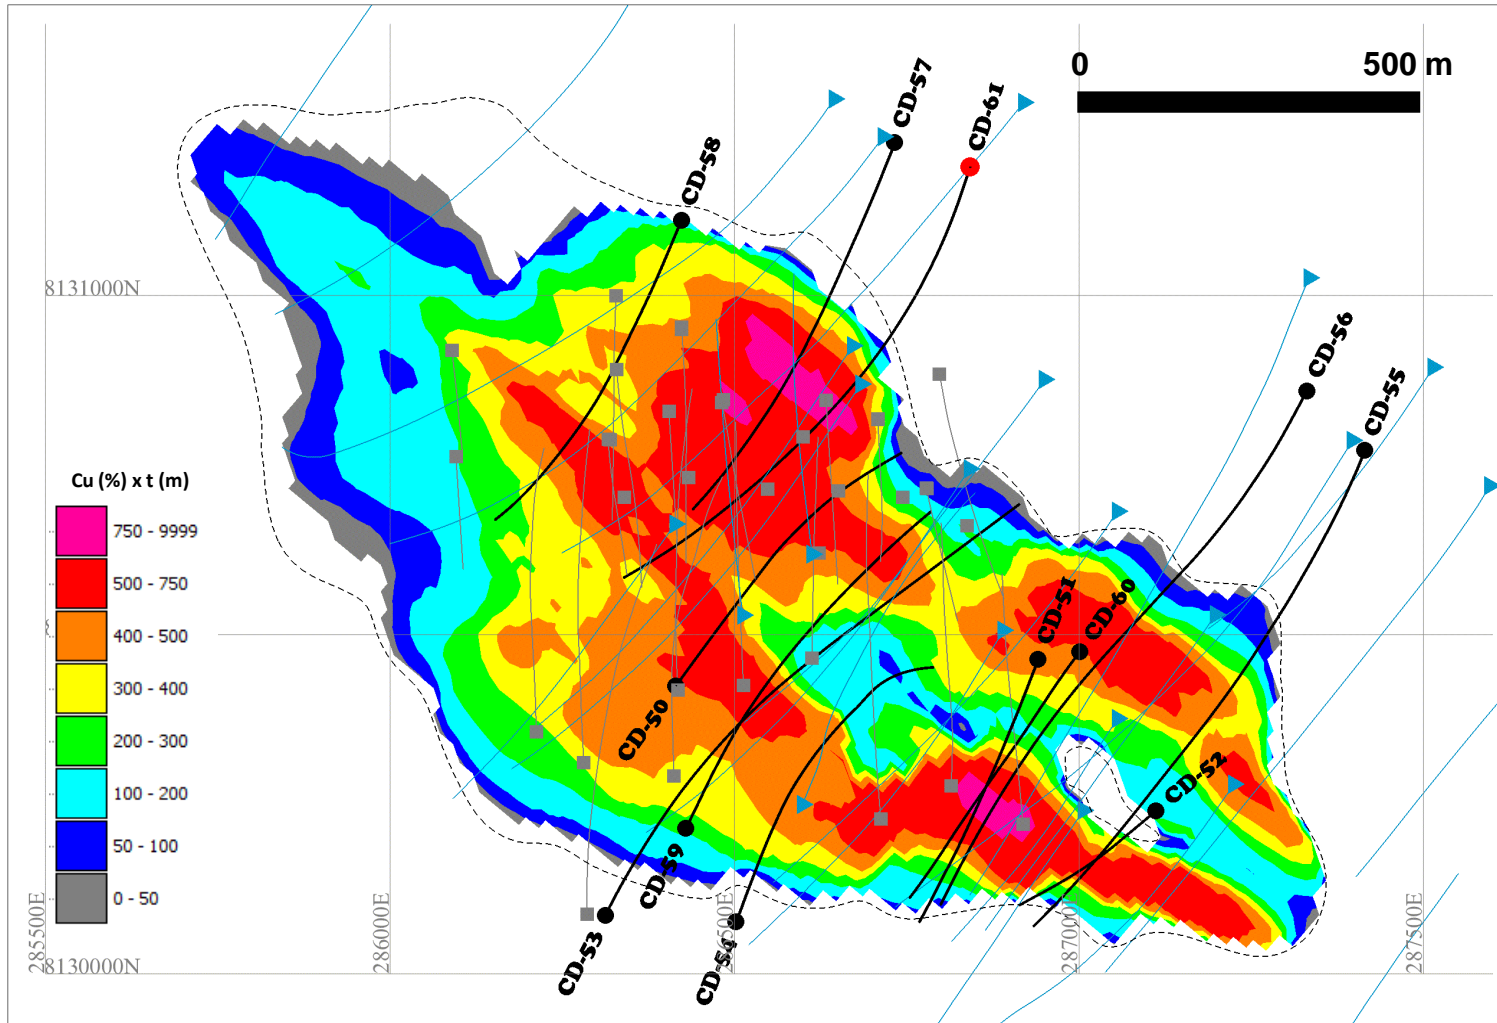 0 500 m
CD-57
CD-61
CD-58
8131000N
CD-56
CD-55
Cu (%) x t (m)
750 - 9999
500 - 750
400 - 500
300 - 400
200 - 300
100 - 200
50 - 100
0 - 50
CD-51
CD-60
CD-50
CD-52
CD-59
CD-53
CD-54
285500E
286000E
286500E
287000E
287500E
8130000N